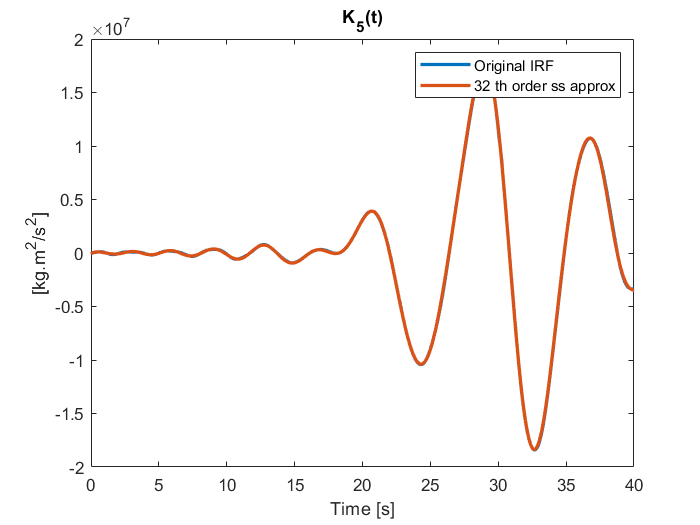 K5(t)
×10^7
Original IRF
32 th order ss approx
2
1.5
1
0.5
0
-0.5
-1
-1.5
-2
[kg.m^2/s^2]
0 5 10 15 20 25 30 35 40
Time [s]